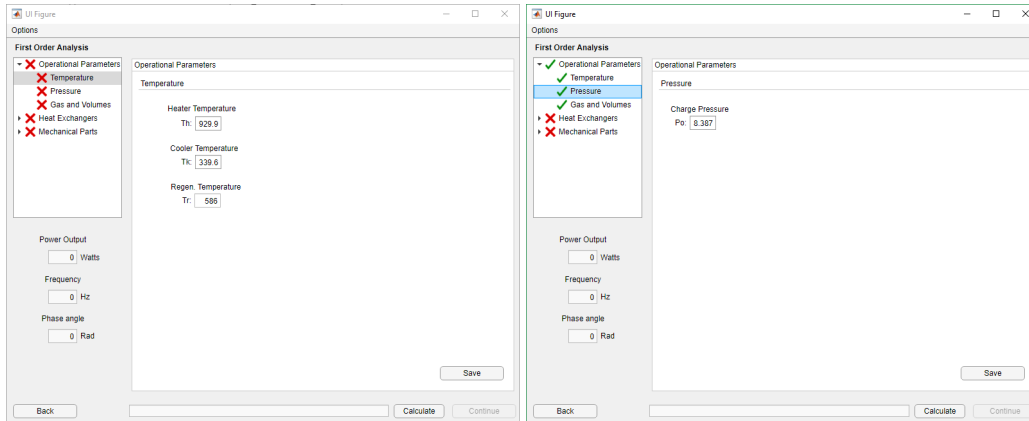 UI Figure
Options
First Order Analysis
Operational Parameters
Temperature
Pressure
Gas and Volumes
Heat Exchangers
Mechanical Parts
Power Output
0 Watts
Frequency
0 Hz
Phase angle
0 Rad
Operational Parameters
Temperature
Heater Temperature
Th: 929.9
Cooler Temperature
Tk: 339.6
Regen. Temperature
Tr: 586
Save
Back
Calculate
Continue
UI Figure
Options
First Order Analysis
Operational Parameters
Temperature
Pressure
Gas and Volumes
Heat Exchangers
Mechanical Parts
Power Output
0 Watts
Frequency
0 Hz
Phase angle
0 Rad
Operational Parameters
Pressure
Charge Pressure
Po: 8.387
Save
Back
Calculate
Continue